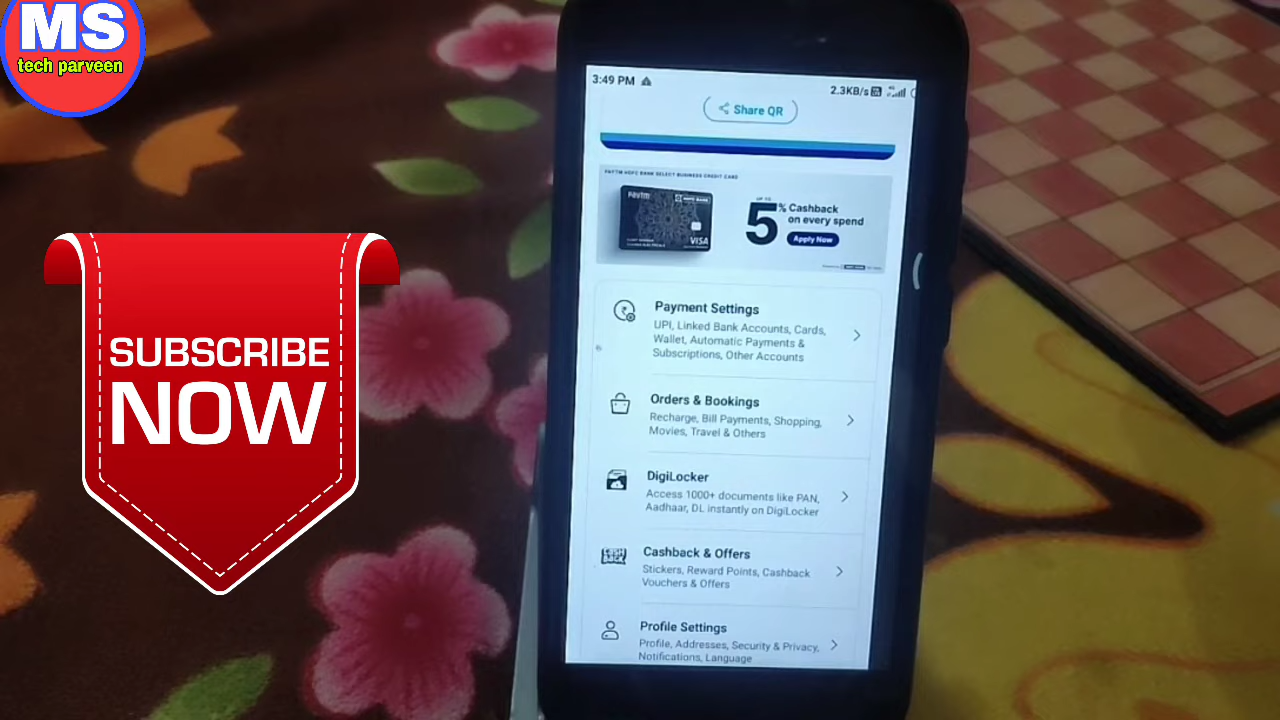 MS
tech parveen
SUBSCRIBE
NOW
3:49 PM
2.3KB/s
Share QR
PAYTM HDFC BANK SELECT BUSINESS CREDIT CARD
paytm
VISA
UP TO
5% Cashback
on every spend
Apply Now
Payment Settings
UPI, Linked Bank Accounts, Cards,
Wallet, Automatic Payments &
Subscriptions, Other Accounts
Orders & Bookings
Recharge, Bill Payments, Shopping,
Movies, Travel & Others
DigiLocker
Access 1000+ documents like PAN,
Aadhaar, DL instantly on DigiLocker
Cashback & Offers
Stickers, Reward Points, Cashback
Vouchers & Offers
Profile Settings
Profile, Addresses, Security & Privacy,
Notifications, Language